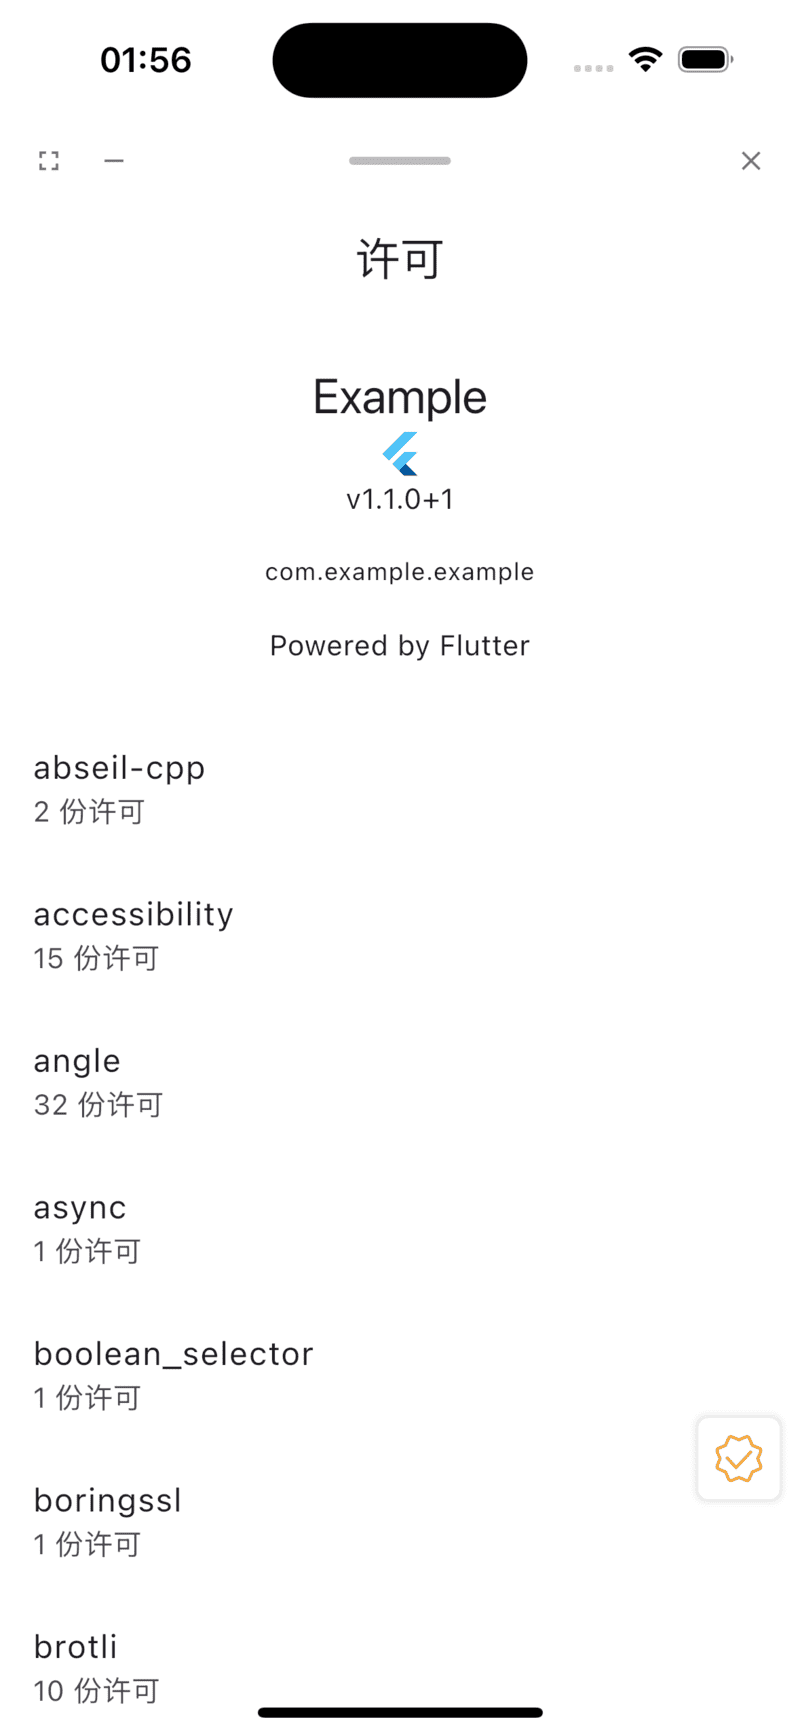 01:56
许可
Example
v1.1.0+1
com.example.example
Powered by Flutter
abseil-cpp
2 份许可
accessibility
15 份许可
angle
32 份许可
async
1 份许可
boolean_selector
1 份许可
boringssl
1 份许可
brotli
10 份许可